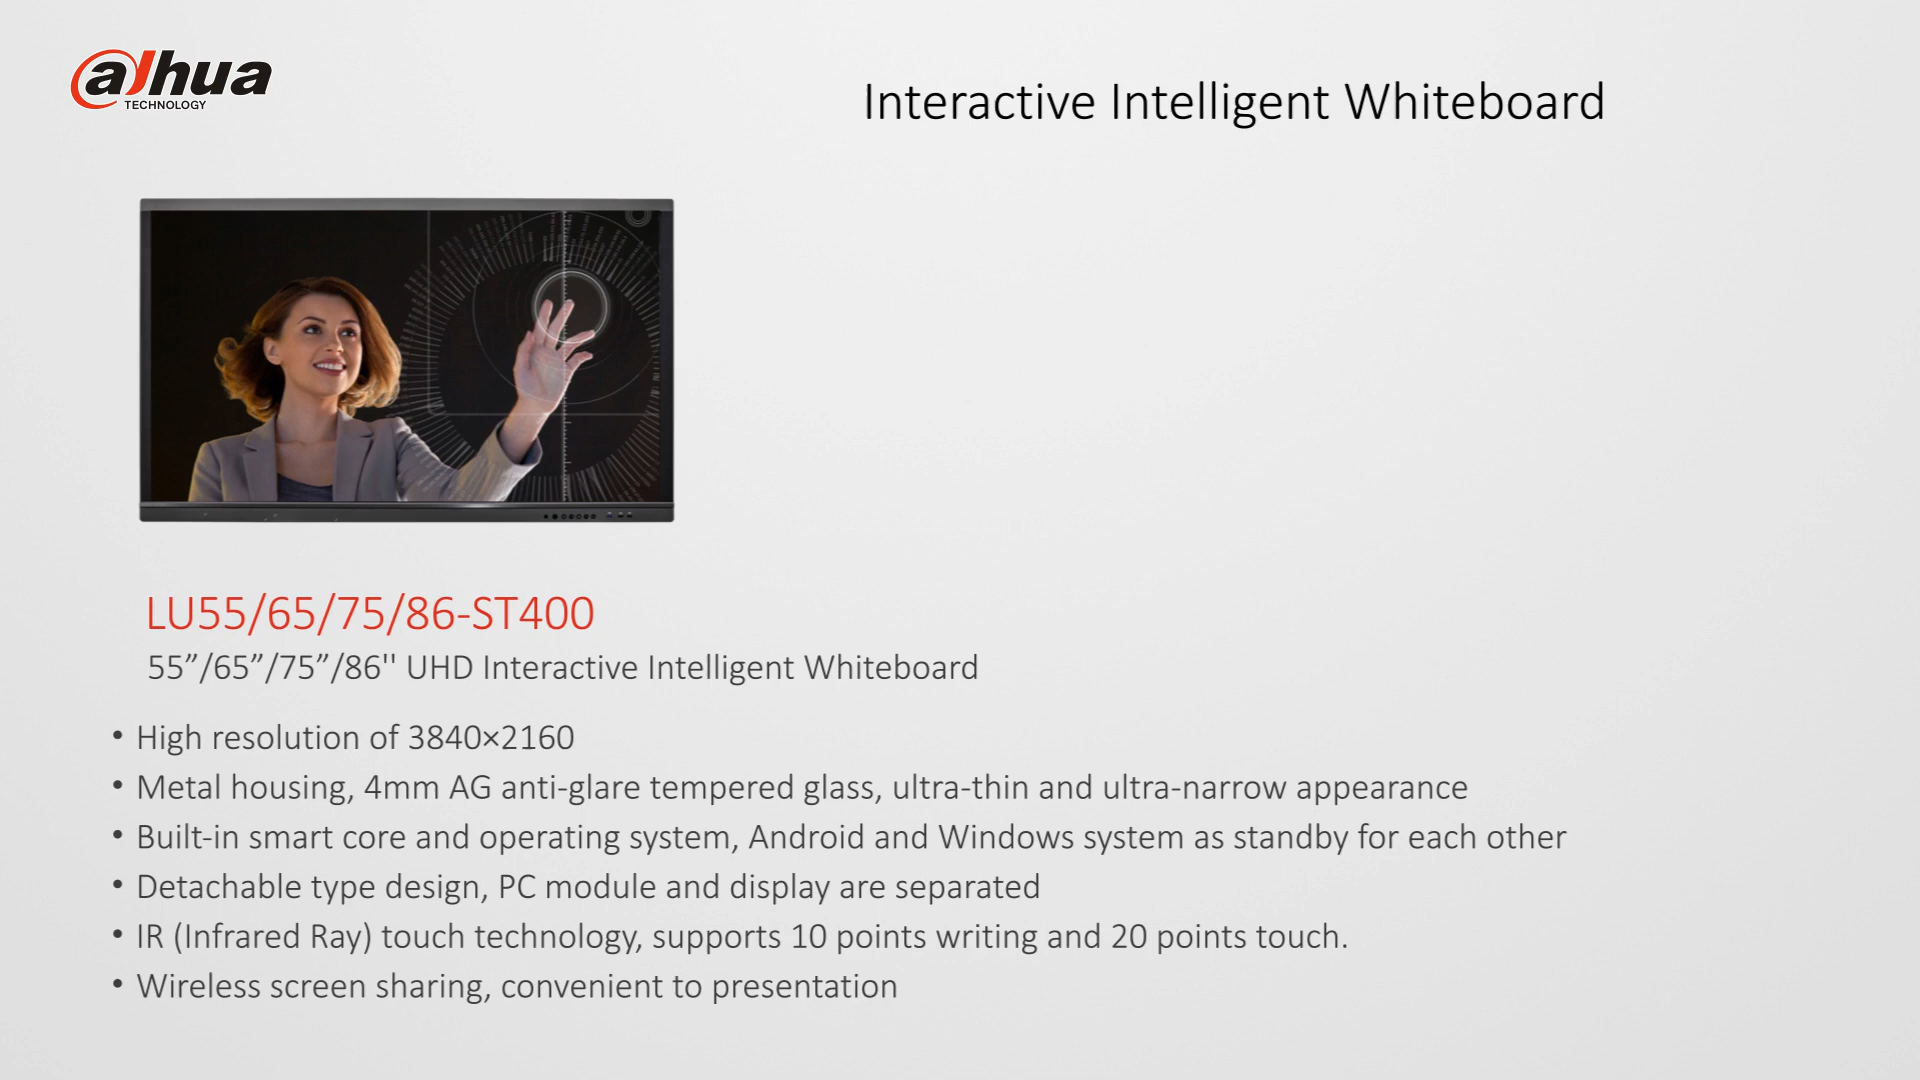 alhua
TECHNOLOGY
Interactive Intelligent Whiteboard
LU55/65/75/86-ST400
55”/65”/75”/86'' UHD Interactive Intelligent Whiteboard
• High resolution of 3840×2160
• Metal housing, 4mm AG anti-glare tempered glass, ultra-thin and ultra-narrow appearance
• Built-in smart core and operating system, Android and Windows system as standby for each other
• Detachable type design, PC module and display are separated
• IR (Infrared Ray) touch technology, supports 10 points writing and 20 points touch.
• Wireless screen sharing, convenient to presentation